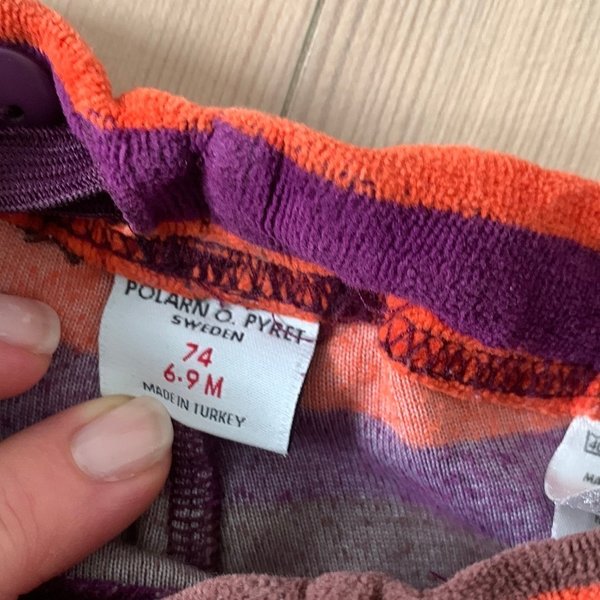 POLARN O. PYRET
SWEDEN
74
6-9 M
MADE IN TURKEY